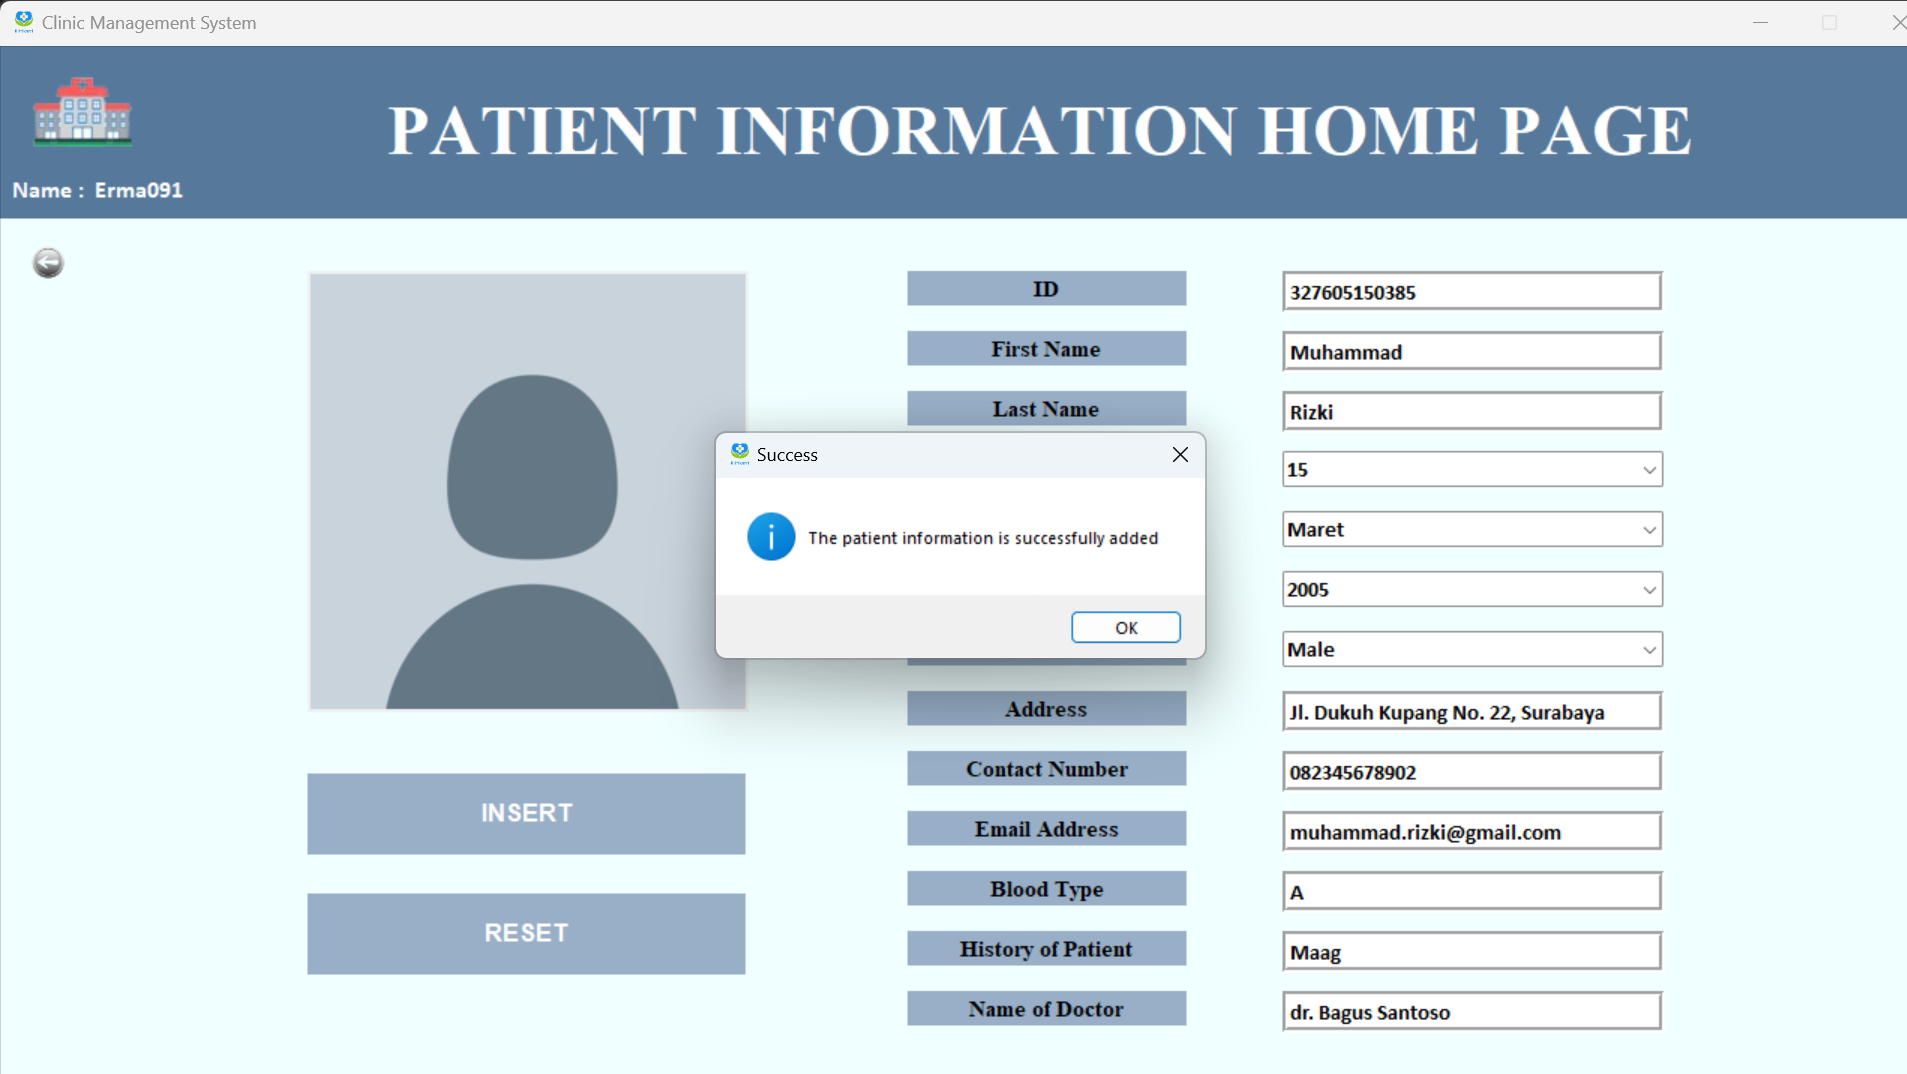 Clinic Management System
PATIENT INFORMATION HOME PAGE
Name : Erma091
ID
327605150385
First Name
Muhammad
Last Name
Rizki
Success
15
The patient information is successfully added
Maret
2005
OK
Male
Address
Jl. Dukuh Kupang No. 22, Surabaya
INSERT
Contact Number
082345678902
Email Address
muhammad.rizki@gmail.com
RESET
Blood Type
A
History of Patient
Maag
Name of Doctor
dr. Bagus Santoso